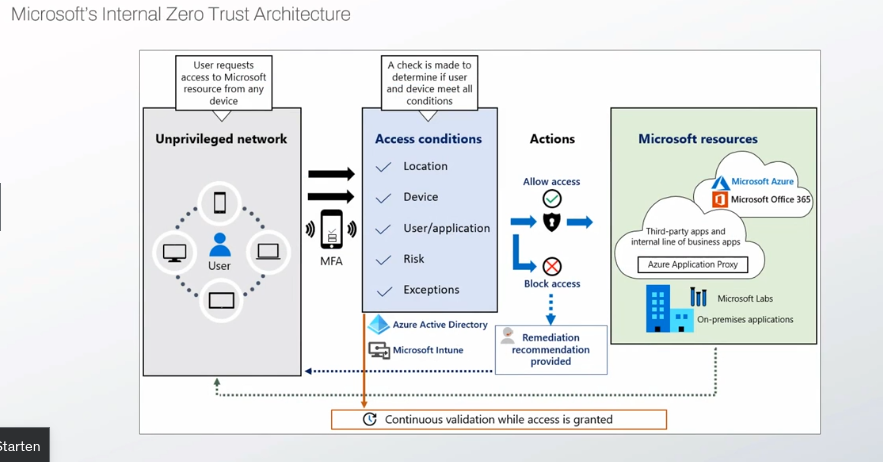 Microsoft's Internal Zero Trust Architecture
User requests
access to Microsoft
resource from any
device
A check is made to
determine if user
and device meet all
conditions
Unprivileged network
User
MFA
Access conditions
Location
Device
User/application
Risk
Exceptions
Azure Active Directory
Microsoft Intune
Actions
Allow access
Block access
Remediation
recommendation
provided
Microsoft resources
Microsoft Azure
Microsoft Office 365
Third-party apps and
internal line of business apps
Azure Application Proxy
Microsoft Labs
On-premises applications
Continuous validation while access is granted
Starten